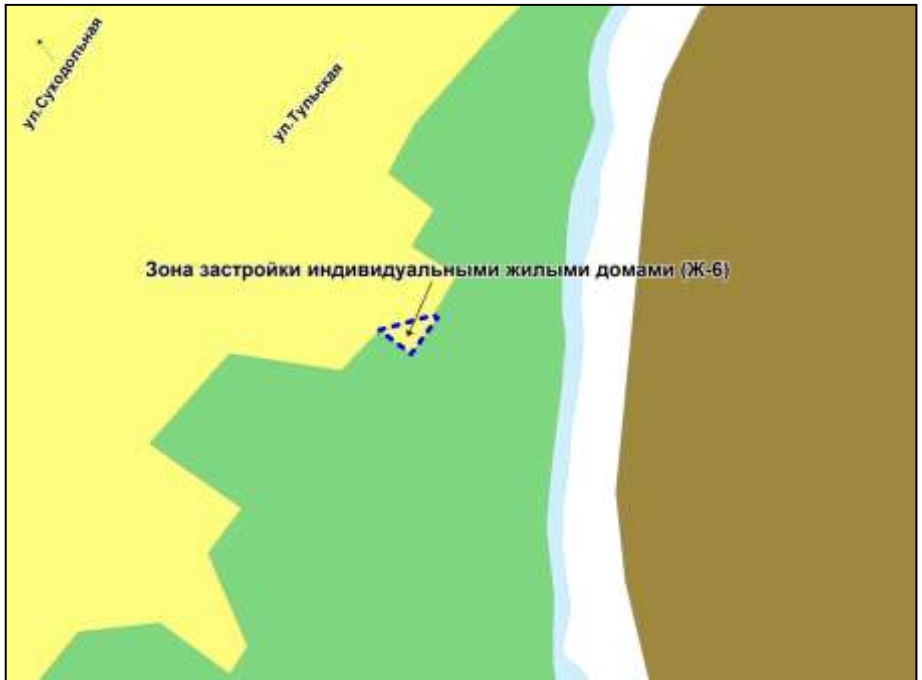 ул.Суходольная
ул.Тульская
Зона застройки индивидуальными жилыми домами (Ж-6)